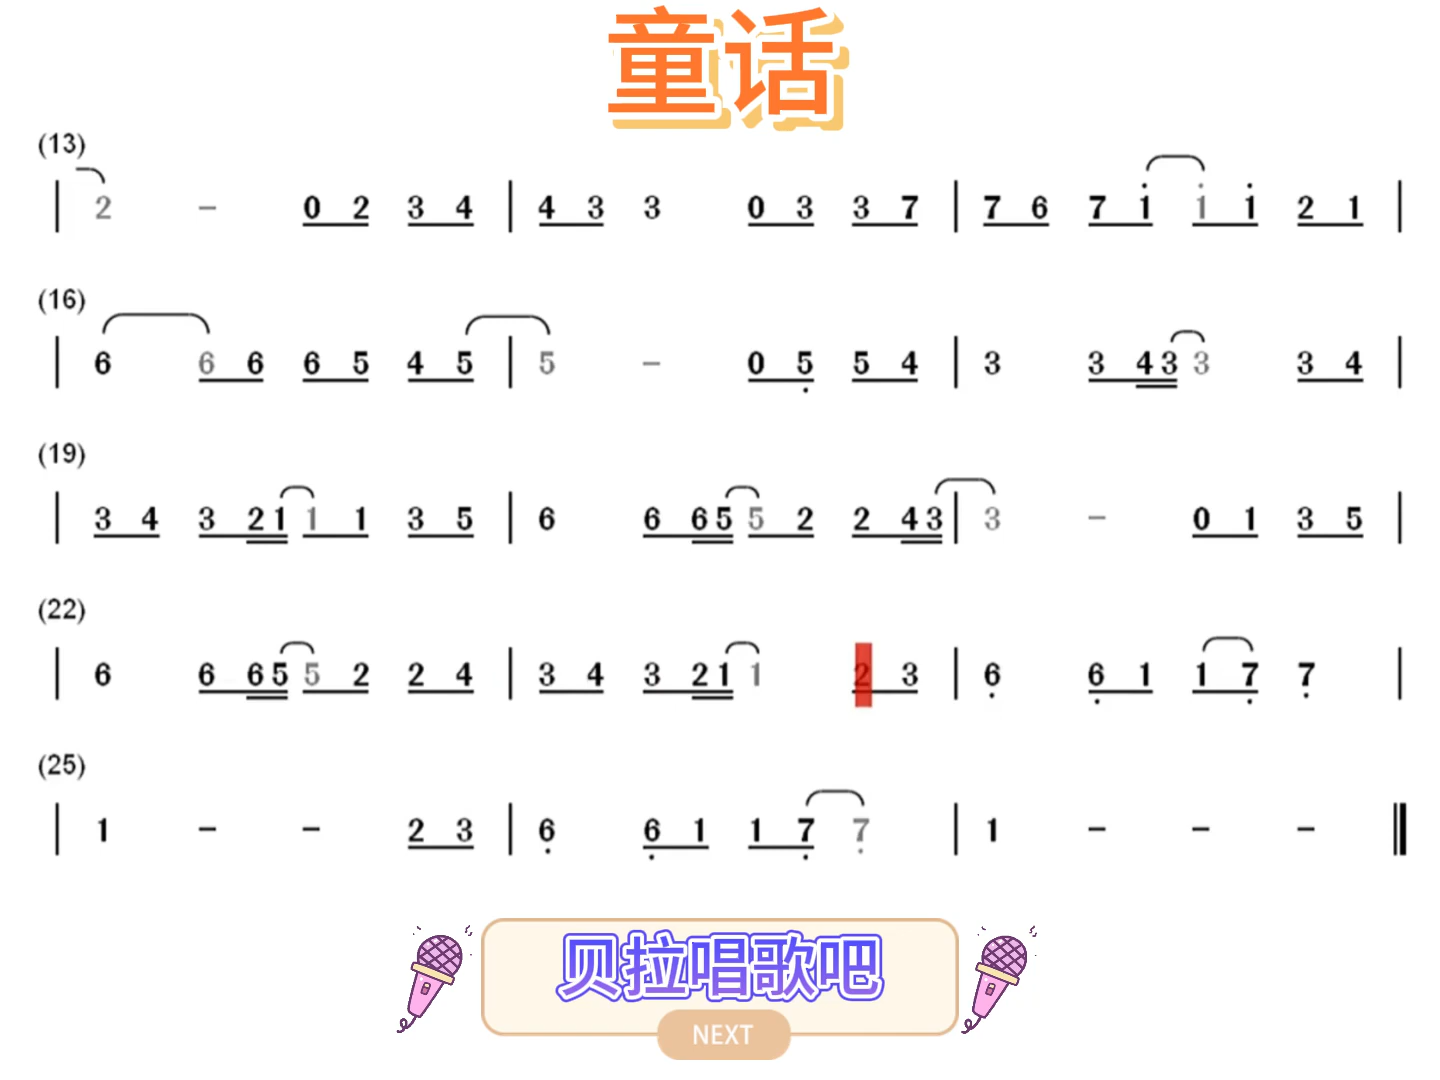 童话
(13)
| 2 - 0 2 3 4 | 4 3 3 0 3 3 7 | 7 6 7 i i i 2 1 |
(16)
| 6 6 6 6 5 4 5 | 5 - 0 5̣ 5 4 | 3 3 4 3 3 3 4 |
(19)
| 3 4 3 2 1 1 1 3 5 | 6 6 6 5 5 2 2 4 3 | 3 - 0 1 3 5 |
(22)
| 6 6 6 5 5 2 2 4 | 3 4 3 2 1 1 2 3 | 6̣ 6̣ 1 1 7̣ 7̣ |
(25)
| 1 - - 2 3 | 6̣ 6̣ 1 1 7̣ 7̣ | 1 - - - ‖
贝拉唱歌吧
NEXT